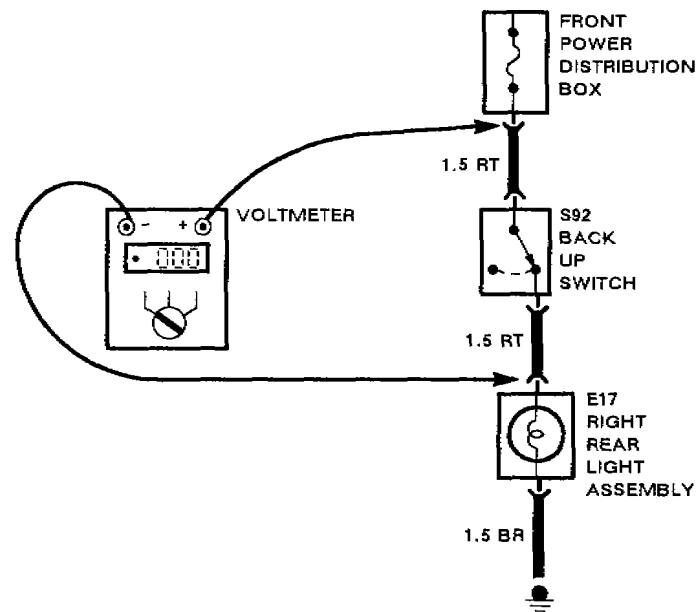 FRONT
POWER
DISTRIBUTION
BOX
1.5 RT
VOLTMETER
- +
000
S92
BACK
UP
SWITCH
1.5 RT
E17
RIGHT
REAR
LIGHT
ASSEMBLY
1.5 BR